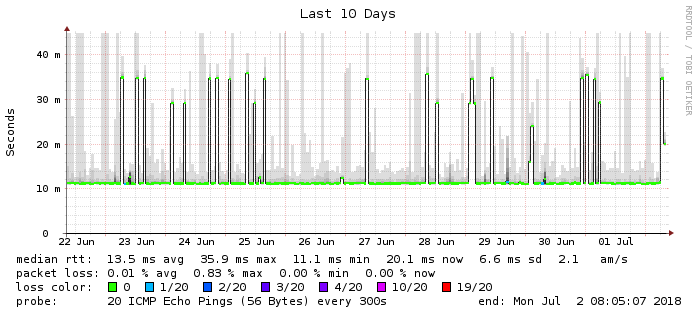 Last 10 Days
RRDTOOL / TOBI OETIKER
Seconds
40 m
30 m
20 m
10 m
0
22 Jun 23 Jun 24 Jun 25 Jun 26 Jun 27 Jun 28 Jun 29 Jun 30 Jun 01 Jul
median rtt: 13.5 ms avg 35.9 ms max 11.1 ms min 20.1 ms now 6.6 ms sd 2.1 am/s
packet loss: 0.01 % avg 0.83 % max 0.00 % min 0.00 % now
loss color: 0 1/20 2/20 3/20 4/20 10/20 19/20
probe: 20 ICMP Echo Pings (56 Bytes) every 300s end: Mon Jul 2 08:05:07 2018